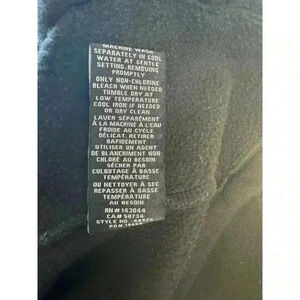 MACHINE WASH
SEPARATELY IN COOL
WATER AT GENTLE
SETTING, REMOVING
PROMPTLY
ONLY NON-CHLORINE
BLEACH WHEN NEEDED
TUMBLE DRY AT
LOW TEMPERATURE
COOL IRON IF NEEDED
OR DRY CLEAN
LAVER SÉPARÉMENT
À LA MACHINE À L'EAU
FROIDE AU CYCLE
DÉLICAT. RETIRER
RAPIDEMENT
UTILISER UN AGENT
DE BLANCHIMENT NON
CHLORÉ AU BESOIN
SÉCHER PAR
CULBUTAGE À BASSE
TEMPÉRATURE
OU NETTOYER À SEC
REPASSER À BASSE
TEMPÉRATURE
AU BESOIN
RN# 143044
CA# 50734
STYLE NO.
PO#